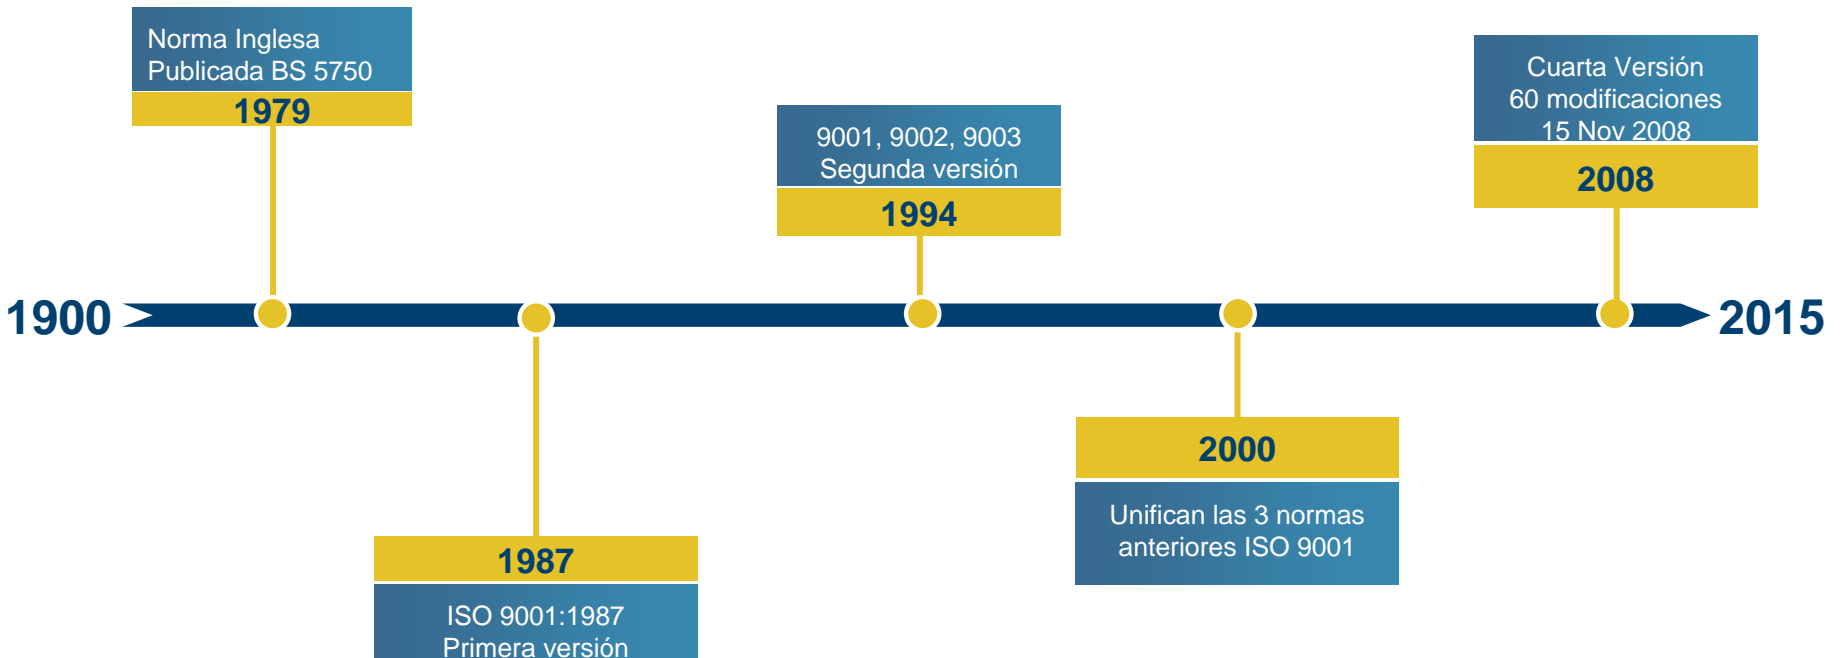 Norma Inglesa
Publicada BS 5750
1979
9001, 9002, 9003
Segunda versión
1994
Cuarta Versión
60 modificaciones
15 Nov 2008
2008
1900
2015
1987
ISO 9001:1987
Primera versión
2000
Unifican las 3 normas
anteriores ISO 9001